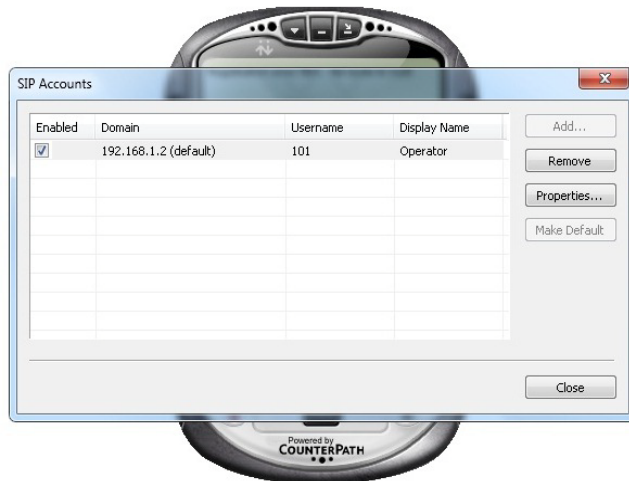 SIP Accounts
Enabled Domain Username Display Name
192.168.1.2 (default) 101 Operator
Add...
Remove
Properties...
Make Default
Close
Powered by
COUNTERPATH